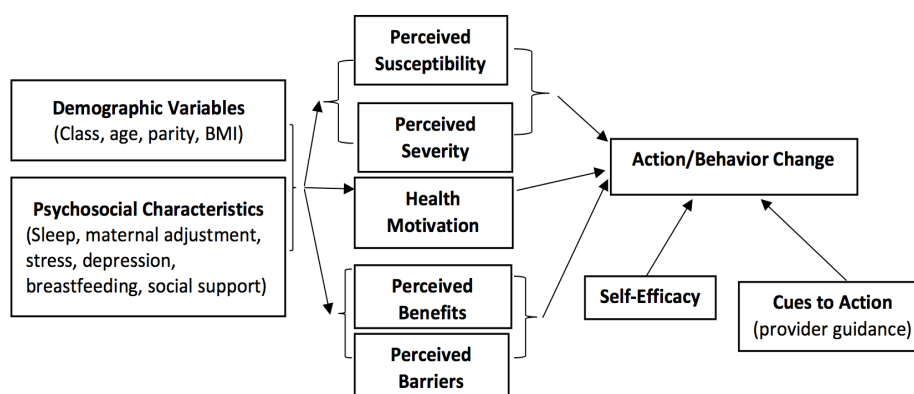 Demographic Variables
(Class, age, parity, BMI)
Psychosocial Characteristics
(Sleep, maternal adjustment,
stress, depression,
breastfeeding, social support)
Perceived
Susceptibility
Perceived
Severity
Health
Motivation
Perceived
Benefits
Perceived
Barriers
Action/Behavior Change
Self-Efficacy
Cues to Action
(provider guidance)